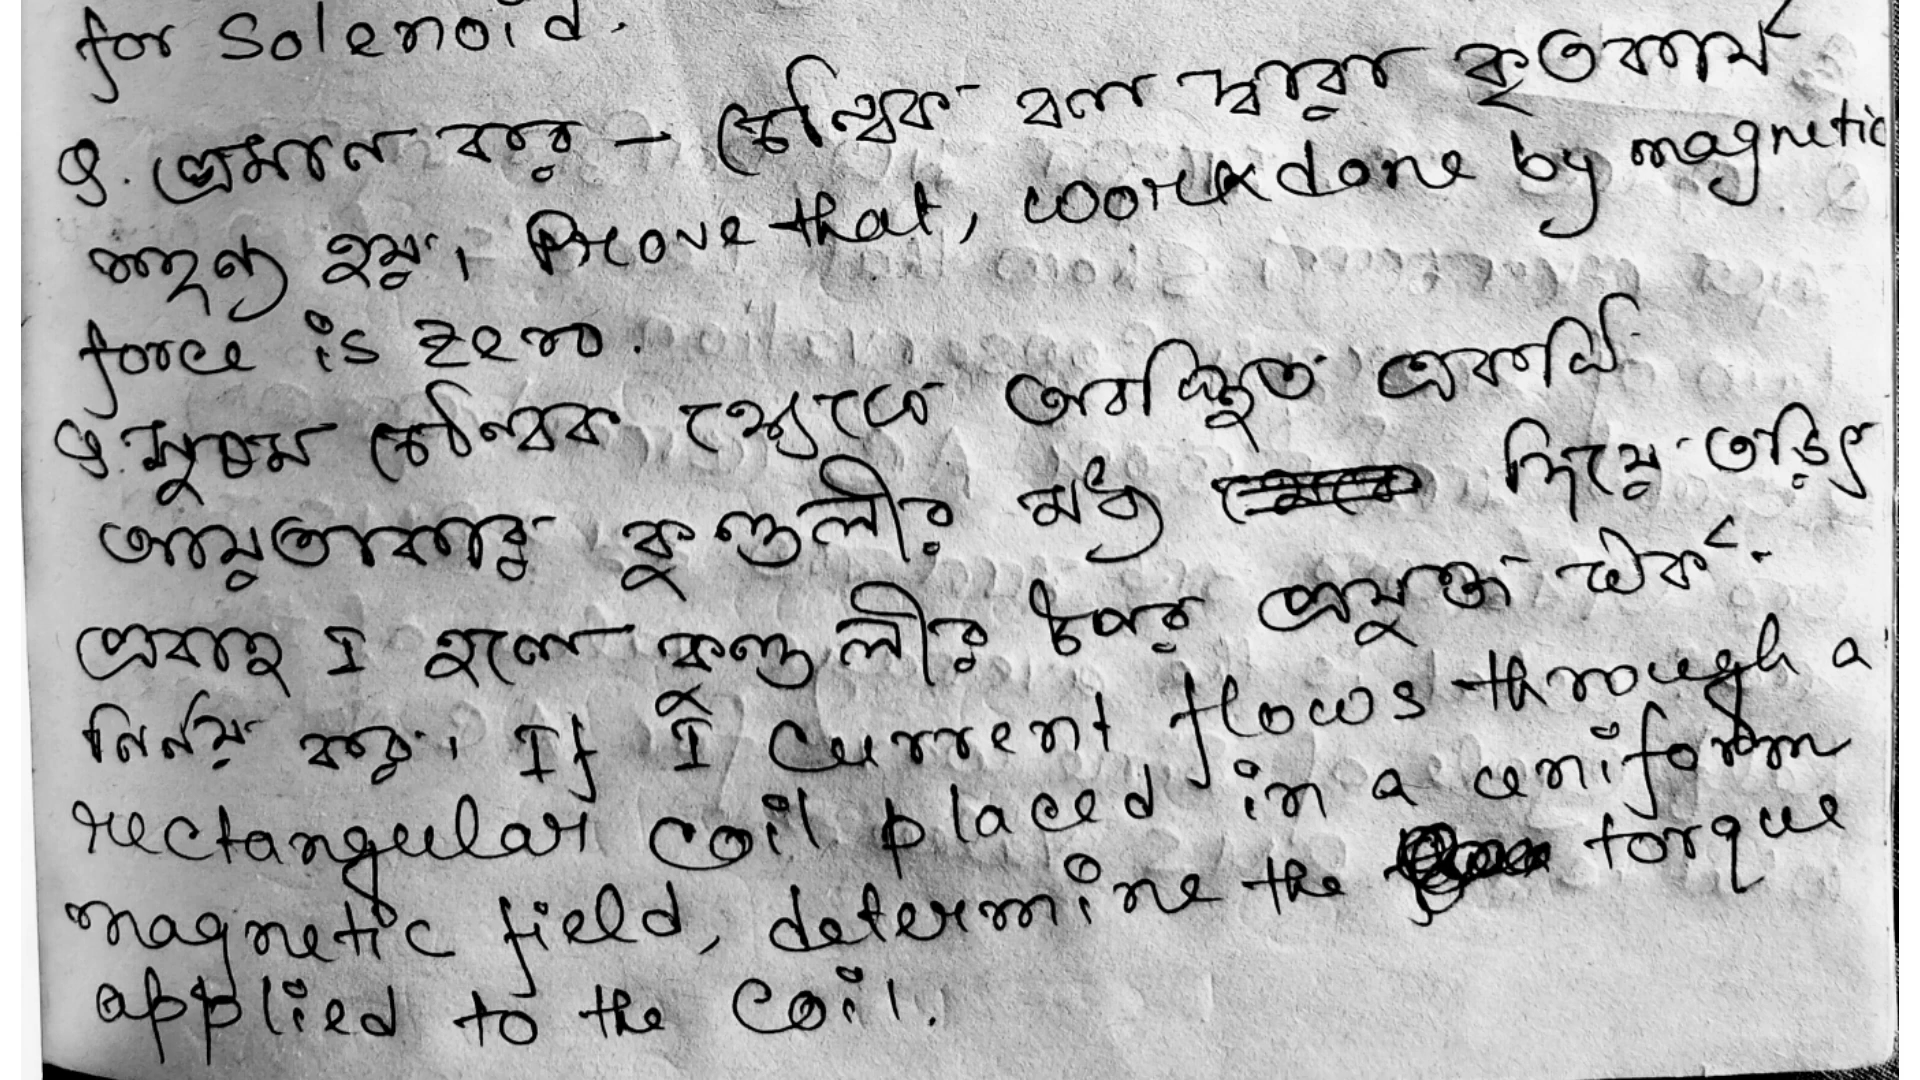 for Solenoid.
Q. প্রমাণ কর - চৌম্বক বল দ্বারা কৃতকার্য
শূণ্য হয়। Prove that, work done by magnetic
force is zero.
Q. সুষম চৌম্বক ক্ষেত্রে অবস্থিত একটি
আয়তাকার কুণ্ডলীর মধ্য দিয়ে তড়িৎ
প্রবাহ I হলে কুণ্ডলীর উপর প্রযুক্ত টর্ক
নির্ণয় কর। If I current flows through a
rectangular coil placed in a uniform
magnetic field, determine the torque
applied to the coil.